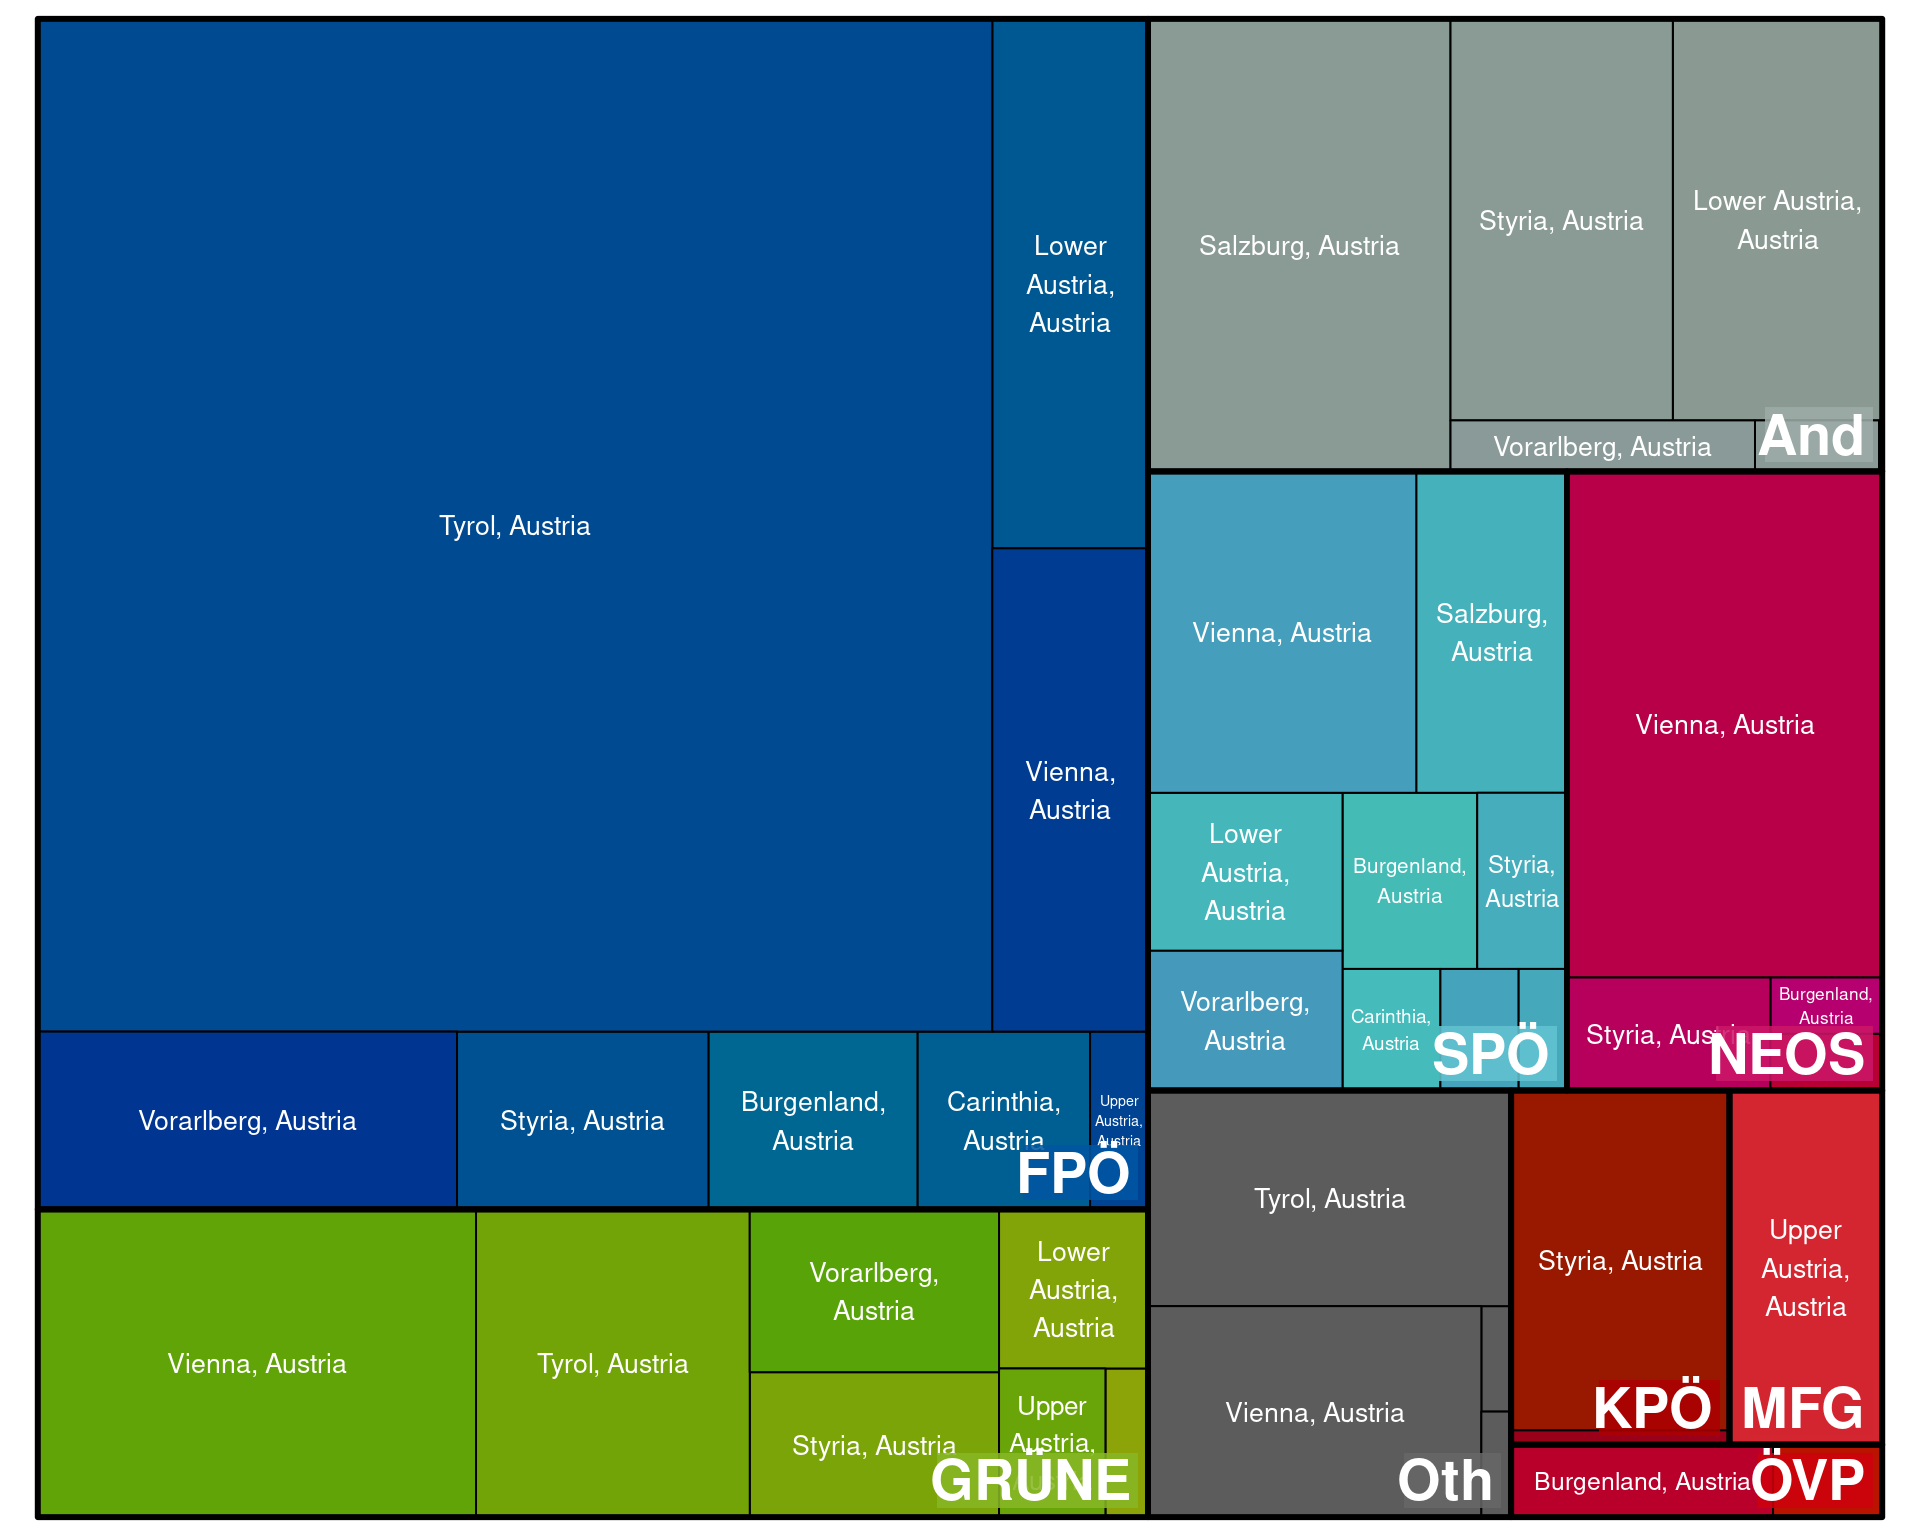 Tyrol, Austria
Lower
Austria,
Austria
Vienna,
Austria
Vorarlberg, Austria
Styria, Austria
Burgenland,
Austria
Carinthia,
Austria
Upper
Austria,
Austria
FPÖ
Vienna, Austria
Tyrol, Austria
Vorarlberg,
Austria
Styria, Austria
Lower
Austria,
Austria
Upper
Austria,
GRÜNE
Salzburg, Austria
Styria, Austria
Lower Austria,
Austria
Vorarlberg, Austria
And
Vienna, Austria
Salzburg,
Austria
Lower
Austria,
Austria
Burgenland,
Austria
Styria,
Austria
Vorarlberg,
Austria
Carinthia,
Austria
SPÖ
Vienna, Austria
Styria, Austria
Burgenland,
Austria
NEOS
Tyrol, Austria
Vienna, Austria
Oth
Styria, Austria
KPÖ
Upper
Austria,
Austria
MFG
Burgenland, Austria
ÖVP